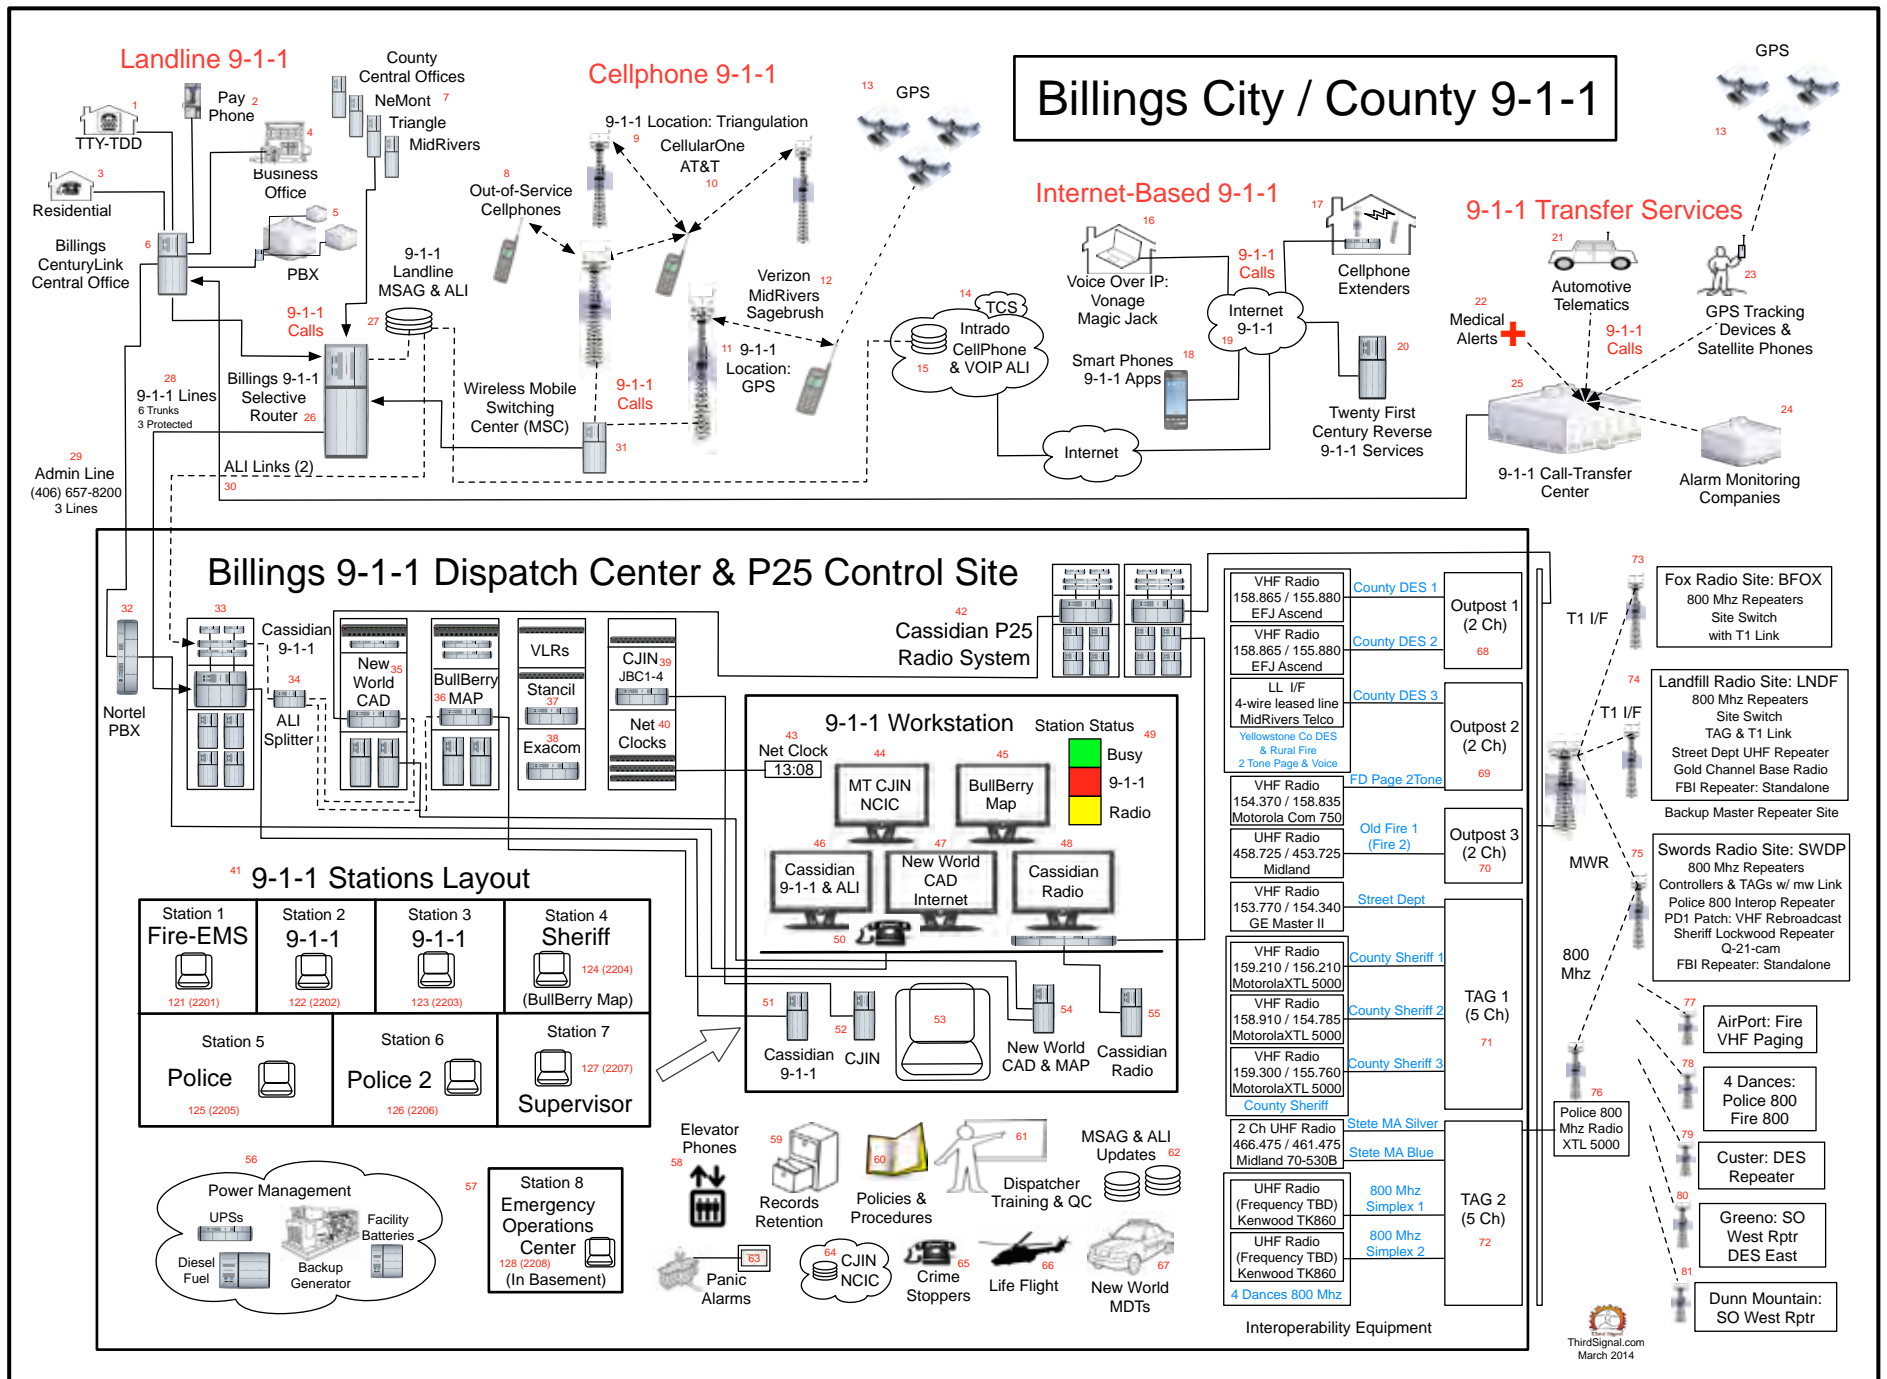 Billings City / County 9-1-1
Landline 9-1-1
1
TTY-TDD
Pay 2
Phone
County
Central Offices
NeMont 7
Triangle
MidRivers
4
Business
Office
3
Residential
5
PBX
6
Billings
CenturyLink
Central Office
9-1-1
Landline
MSAG & ALI
27
9-1-1
Calls
28
9-1-1 Lines
6 Trunks
3 Protected
Billings 9-1-1
Selective
Router 26
29
Admin Line
(406) 657-8200
3 Lines
ALI Links (2)
30
Cellphone 9-1-1
9-1-1 Location: Triangulation
9
CellularOne
AT&T
10
8
Out-of-Service
Cellphones
13
GPS
Verizon 12
MidRivers
Sagebrush
11 9-1-1
Location:
GPS
Wireless Mobile
Switching
Center (MSC)
9-1-1
Calls
31
14
TCS
Intrado
CellPhone
& VOIP ALI
15
Internet-Based 9-1-1
16
Voice Over IP:
Vonage
Magic Jack
9-1-1
Calls
17
Cellphone
Extenders
Internet
9-1-1
19
Smart Phones 18
9-1-1 Apps
20
Twenty First
Century Reverse
9-1-1 Services
Internet
GPS
13
9-1-1 Transfer Services
21
Automotive
Telematics
22
Medical
Alerts
23
GPS Tracking
Devices &
Satellite Phones
9-1-1
Calls
25
9-1-1 Call-Transfer
Center
24
Alarm Monitoring
Companies
Billings 9-1-1 Dispatch Center & P25 Control Site
32
Nortel
PBX
33
Cassidian
9-1-1
34
ALI
Splitter
New 35
World
CAD
BullBerry
36 MAP
VLRs
Stancil
37
38
Exacom
CJIN 39
JBC1-4
Net 40
Clocks
42
Cassidian P25
Radio System
9-1-1 Workstation
Station Status
49
Busy
9-1-1
Radio
43
Net Clock
13:08
44
MT CJIN
NCIC
45
BullBerry
Map
46
Cassidian
9-1-1 & ALI
47
New World
CAD
Internet
48
Cassidian
Radio
50
51
Cassidian
9-1-1
52
CJIN
53
54
New World
CAD & MAP
55
Cassidian
Radio
41 9-1-1 Stations Layout
Station 1
Fire-EMS
121 (2201)
Station 2
9-1-1
122 (2202)
Station 3
9-1-1
123 (2203)
Station 4
Sheriff
124 (2204)
(BullBerry Map)
Station 5
Police
125 (2205)
Station 6
Police 2
126 (2206)
Station 7
127 (2207)
Supervisor
56
Power Management
UPSs
Facility
Batteries
Diesel
Fuel
Backup
Generator
57
Station 8
Emergency
Operations
Center
128 (2208)
(In Basement)
Elevator
Phones
58
59
Records
Retention
60
Policies &
Procedures
61
Dispatcher
Training & QC
MSAG & ALI
Updates 62
63
Panic
Alarms
64
CJIN
NCIC
65
Crime
Stoppers
66
Life Flight
67
New World
MDTs
VHF Radio
158.865 / 155.880
EFJ Ascend
County DES 1
VHF Radio
158.865 / 155.880
EFJ Ascend
County DES 2
Outpost 1
(2 Ch)
68
LL I/F
4-wire leased line
MidRivers Telco
Yellowstone Co DES
& Rural Fire
2 Tone Page & Voice
County DES 3
VHF Radio
154.370 / 158.835
Motorola Com 750
FD Page 2Tone
Outpost 2
(2 Ch)
69
UHF Radio
458.725 / 453.725
Midland
Old Fire 1
(Fire 2)
Outpost 3
(2 Ch)
70
VHF Radio
153.770 / 154.340
GE Master II
Street Dept
VHF Radio
159.210 / 156.210
MotorolaXTL 5000
County Sheriff 1
VHF Radio
158.910 / 154.785
MotorolaXTL 5000
County Sheriff 2
VHF Radio
159.300 / 155.760
MotorolaXTL 5000
County Sheriff
County Sheriff 3
TAG 1
(5 Ch)
71
2 Ch UHF Radio
466.475 / 461.475
Midland 70-530B
Stete MA Silver
Stete MA Blue
UHF Radio
(Frequency TBD)
Kenwood TK860
800 Mhz
Simplex 1
UHF Radio
(Frequency TBD)
Kenwood TK860
800 Mhz
Simplex 2
4 Dances 800 Mhz
TAG 2
(5 Ch)
72
Interoperability Equipment
73
T1 I/F
Fox Radio Site: BFOX
800 Mhz Repeaters
Site Switch
with T1 Link
74
T1 I/F
Landfill Radio Site: LNDF
800 Mhz Repeaters
Site Switch
TAG & T1 Link
Street Dept UHF Repeater
Gold Channel Base Radio
FBI Repeater: Standalone
Backup Master Repeater Site
MWR
75
Swords Radio Site: SWDP
800 Mhz Repeaters
Controllers & TAGs w/ mw Link
Police 800 Interop Repeater
PD1 Patch: VHF Rebroadcast
Sheriff Lockwood Repeater
Q-21-cam
FBI Repeater: Standalone
800
Mhz
76
Police 800
Mhz Radio
XTL 5000
77
AirPort: Fire
VHF Paging
78
4 Dances:
Police 800
Fire 800
79
Custer: DES
Repeater
80
Greeno: SO
West Rptr
DES East
81
Dunn Mountain:
SO West Rptr
ThirdSignal.com
March 2014